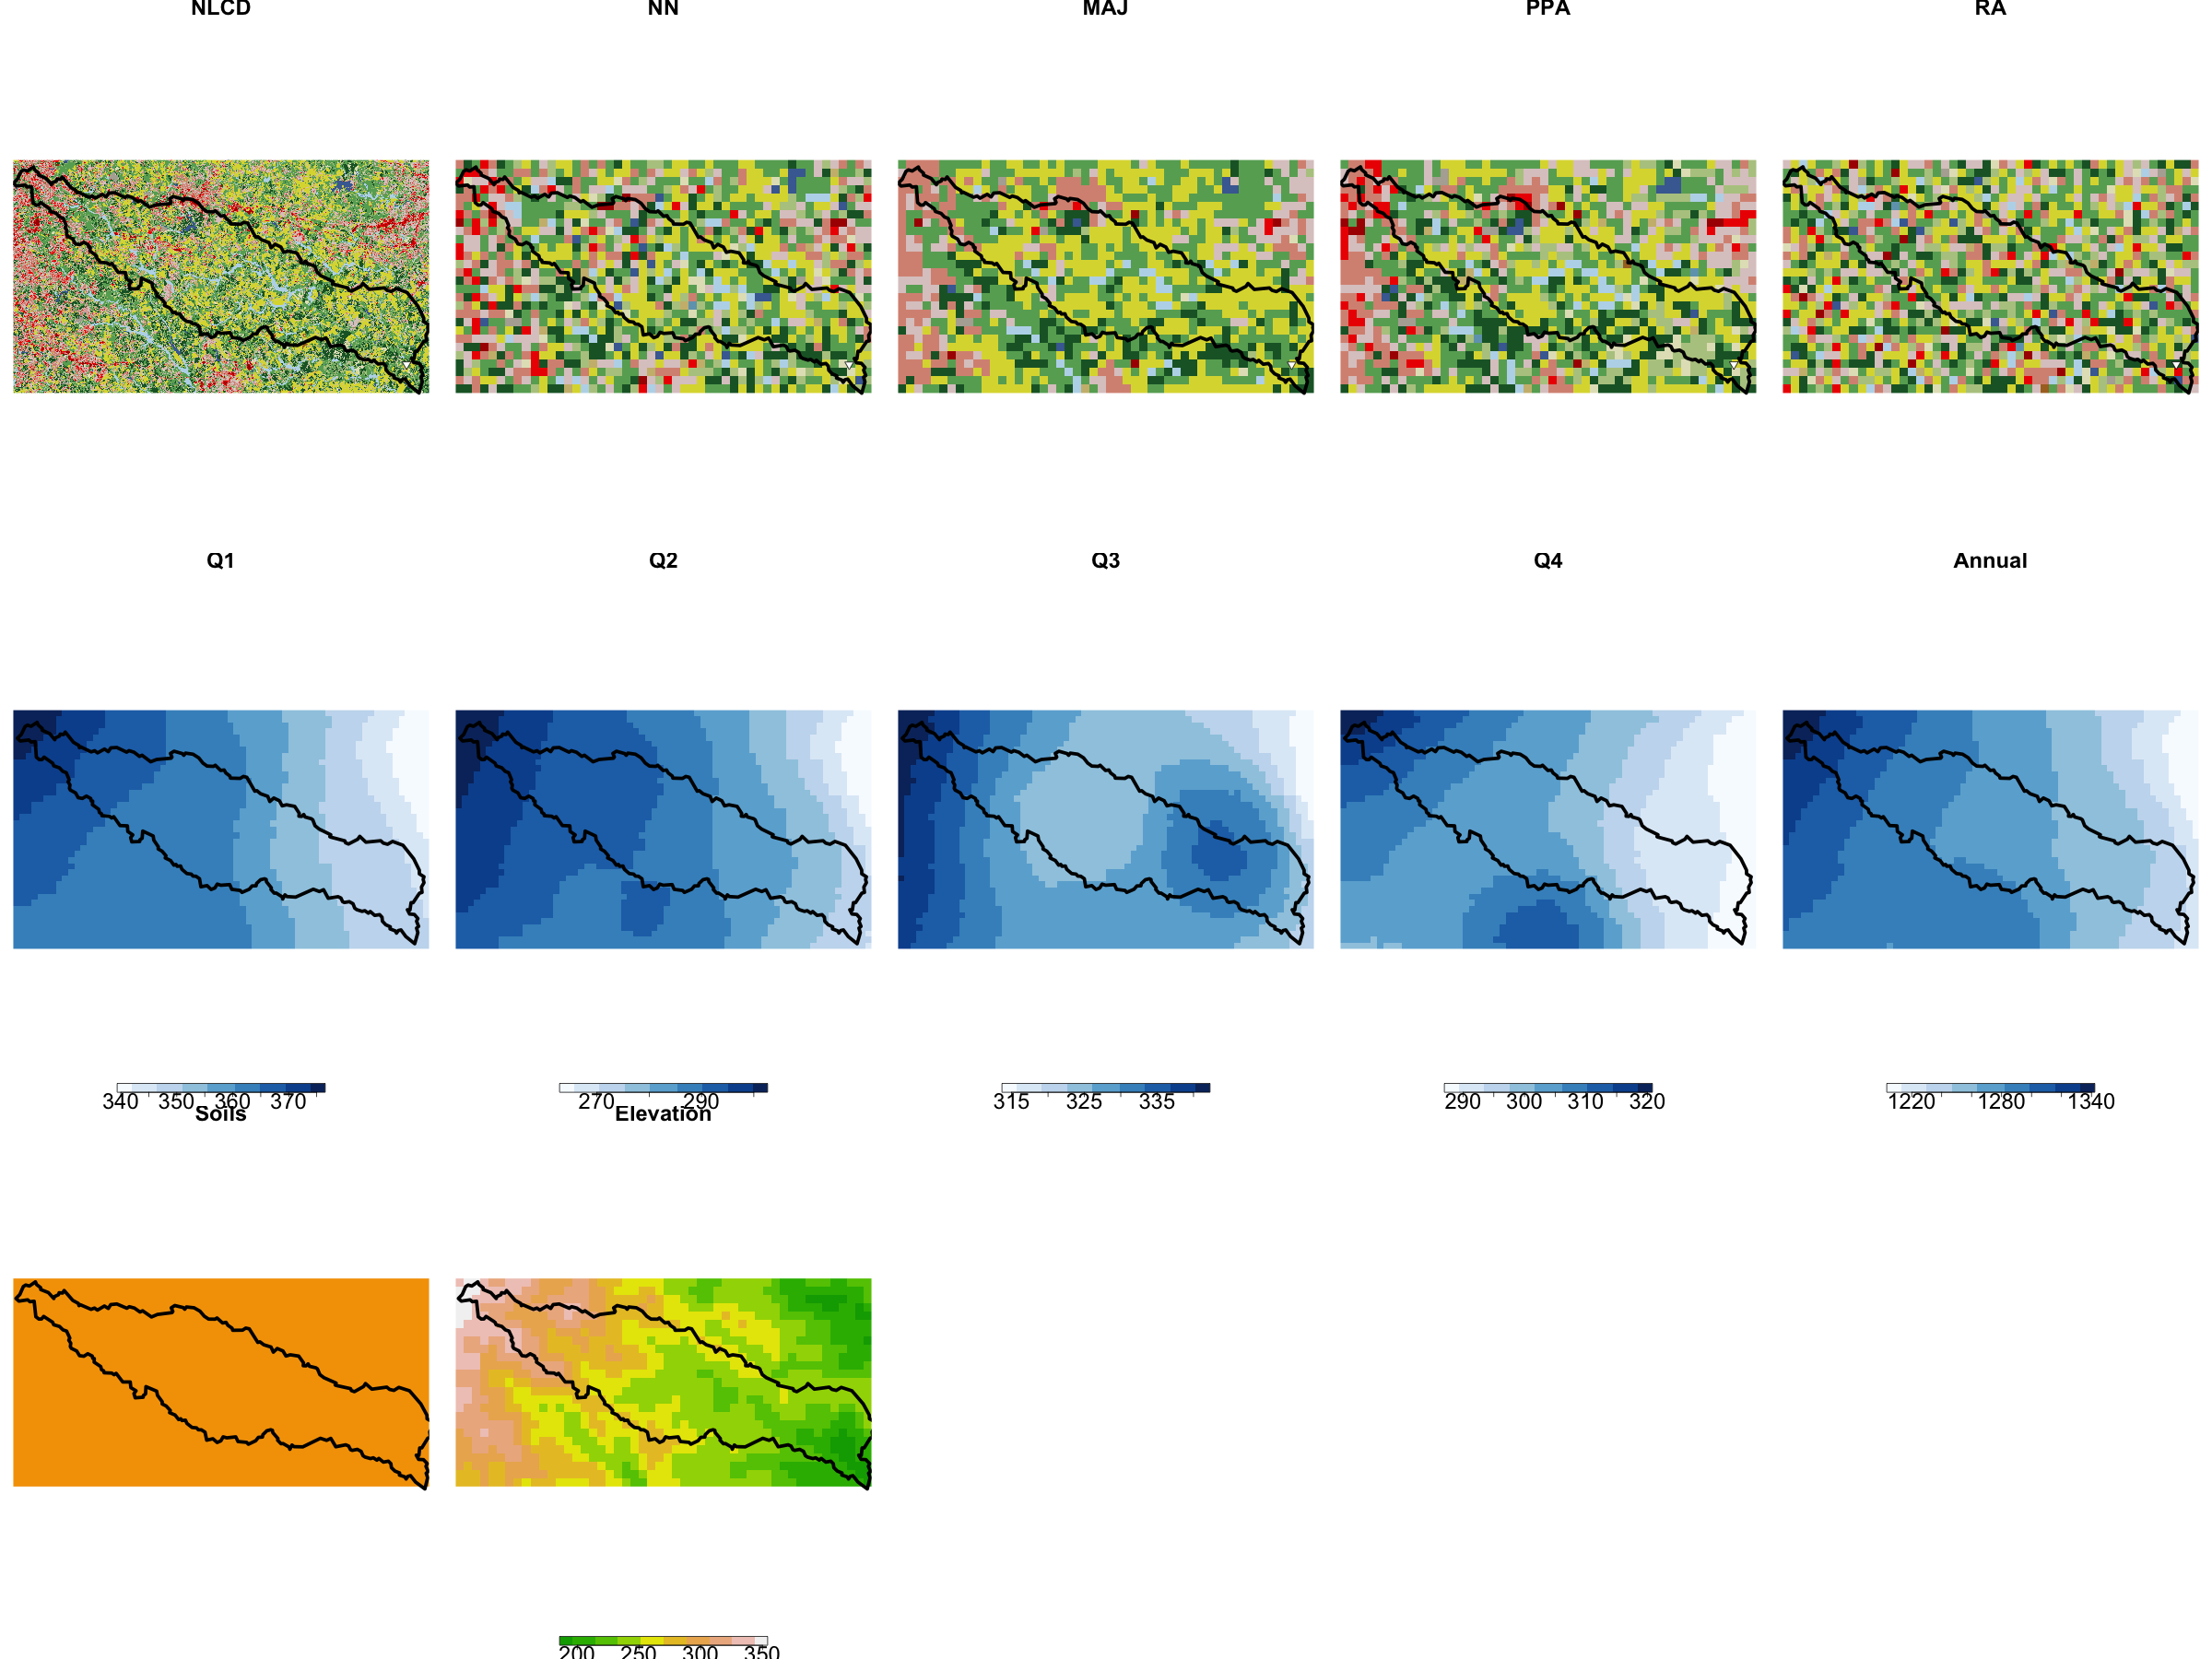 NLCD NN MAJ PPA RA
Q1 Q2 Q3 Q4 Annual
340 350 360 370 270 290 315 325 335 290 300 310 320 1220 1280 1340
Soils Elevation
200 250 300 350